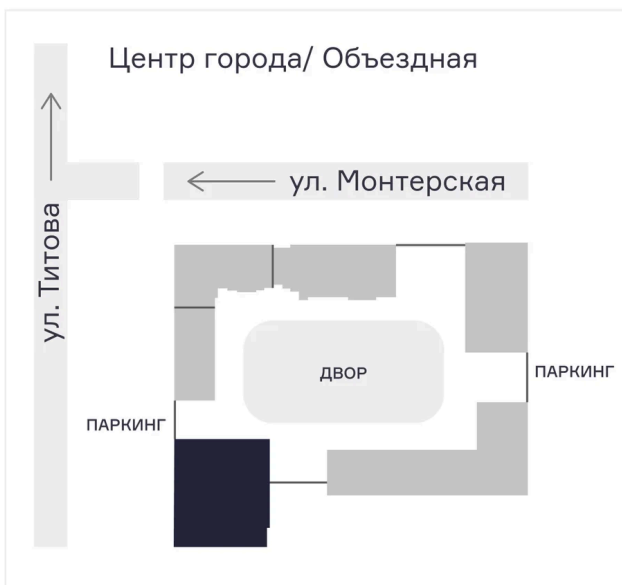 Центр города/ Объездная
ул. Монтерская
ул. Титова
ДВОР
ПАРКИНГ
ПАРКИНГ